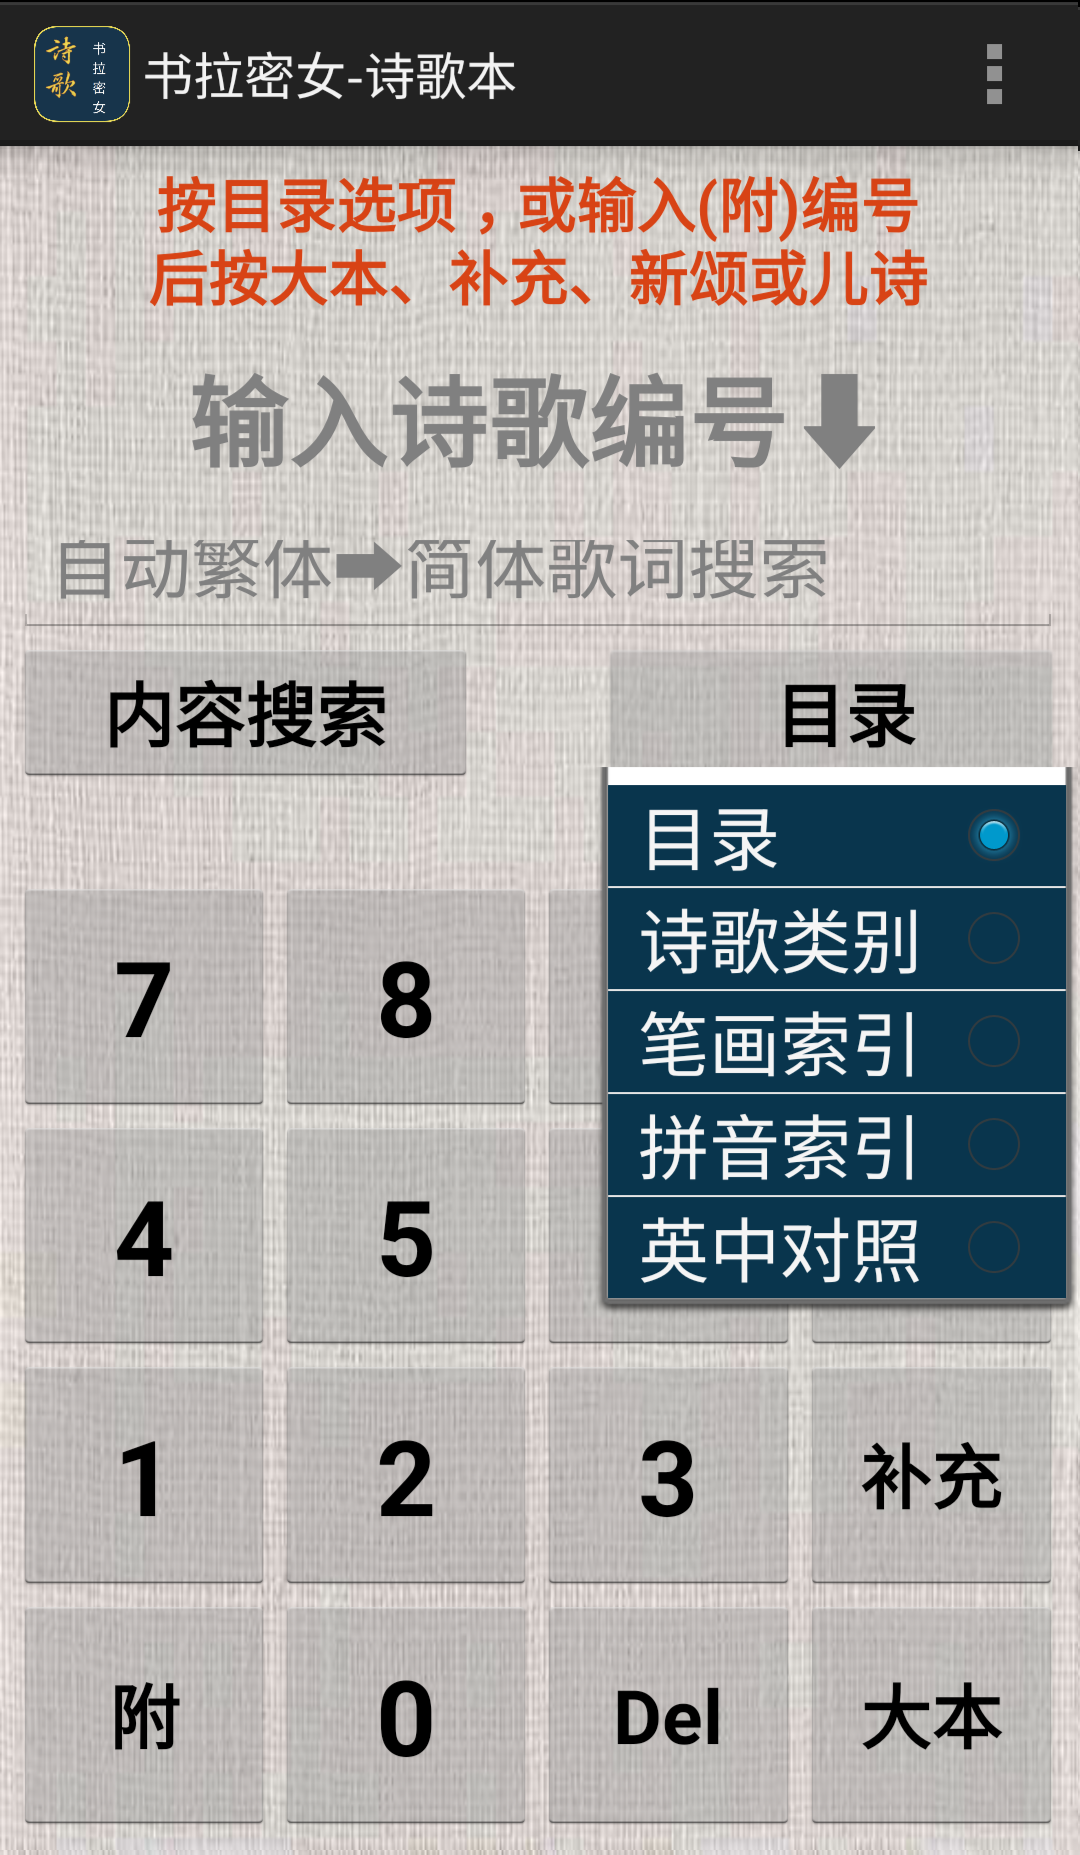 诗歌
书拉密女
书拉密女-诗歌本
按目录选项，或输入(附)编号
后按大本、补充、新颂或儿诗
输入诗歌编号⬇
自动繁体➡简体歌词搜索
内容搜索
目录
目录
诗歌类别
笔画索引
拼音索引
英中对照
7
8
4
5
1
2
3
补充
附
0
Del
大本